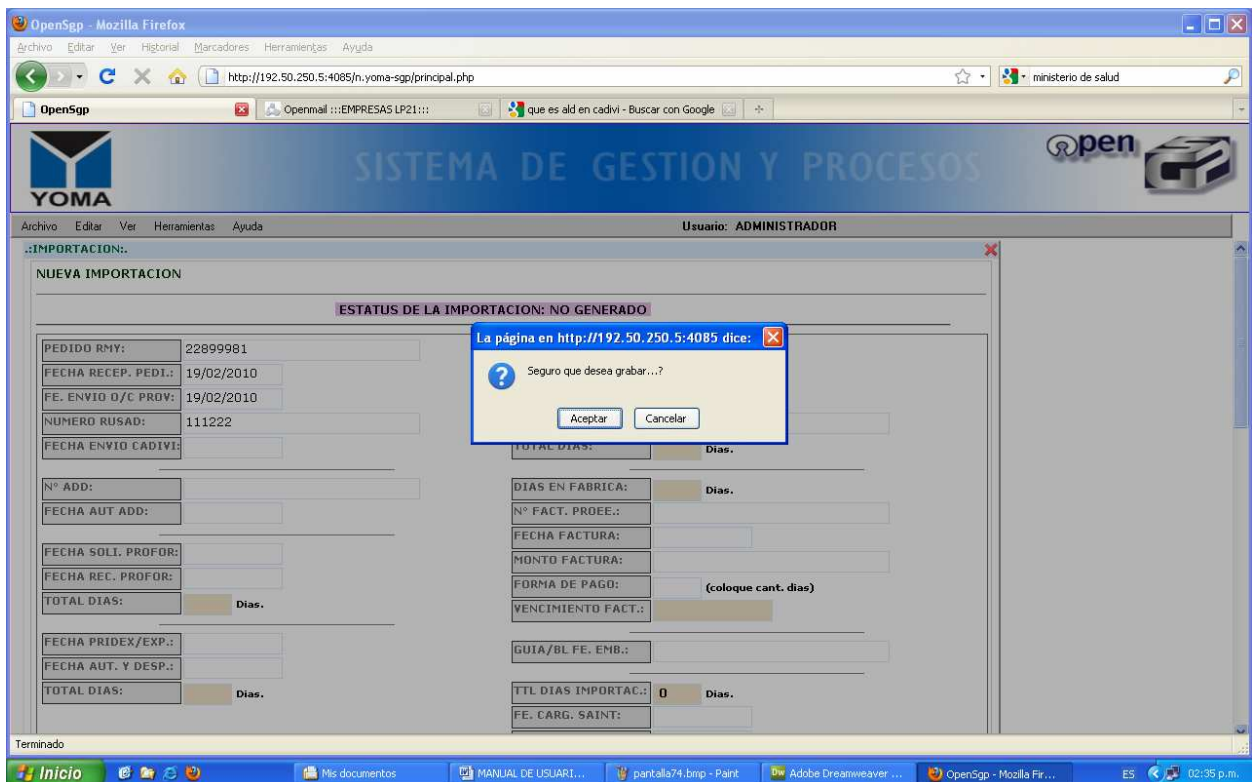 OpenSgp - Mozilla Firefox
Archivo Editar Ver Historial Marcadores Herramientas Ayuda
http://192.50.250.5:4085/n.yoma-sgp/principal.php
ministerio de salud
OpenSgp
Openmail :::EMPRESAS LP21:::
que es ald en cadivi - Buscar con Google
YOMA
SISTEMA DE GESTION Y PROCESOS
open
Archivo Editar Ver Herramientas Ayuda
Usuario: ADMINISTRADOR
.:IMPORTACION:.
NUEVA IMPORTACION
ESTATUS DE LA IMPORTACION: NO GENERADO
La página en http://192.50.250.5:4085 dice:
Seguro que desea grabar...?
Aceptar
Cancelar
PEDIDO RMY: 22899981
FECHA RECEP. PEDI.: 19/02/2010
FE. ENVIO O/C PROV: 19/02/2010
NUMERO RUSAD: 111222
FECHA ENVIO CADIVI:
TOTAL DIAS: Dias.
Nº ADD:
FECHA AUT ADD:
FECHA SOLI. PROFOR:
FECHA REC. PROFOR:
TOTAL DIAS: Dias.
FECHA PRIDEX/EXP.:
FECHA AUT. Y DESP.:
TOTAL DIAS: Dias.
DIAS EN FABRICA: Dias.
Nº FACT. PROEE.:
FECHA FACTURA:
MONTO FACTURA:
FORMA DE PAGO: (coloque cant. dias)
VENCIMIENTO FACT.:
GUIA/BL FE. EMB.:
TTL DIAS IMPORTAC.: 0 Dias.
FE. CARG. SAINT:
Terminado
Inicio
Mis documentos
MANUAL DE USUARI...
pantalla74.bmp - Paint
Adobe Dreamweaver ...
OpenSgp - Mozilla Fir...
ES
02:35 p.m.